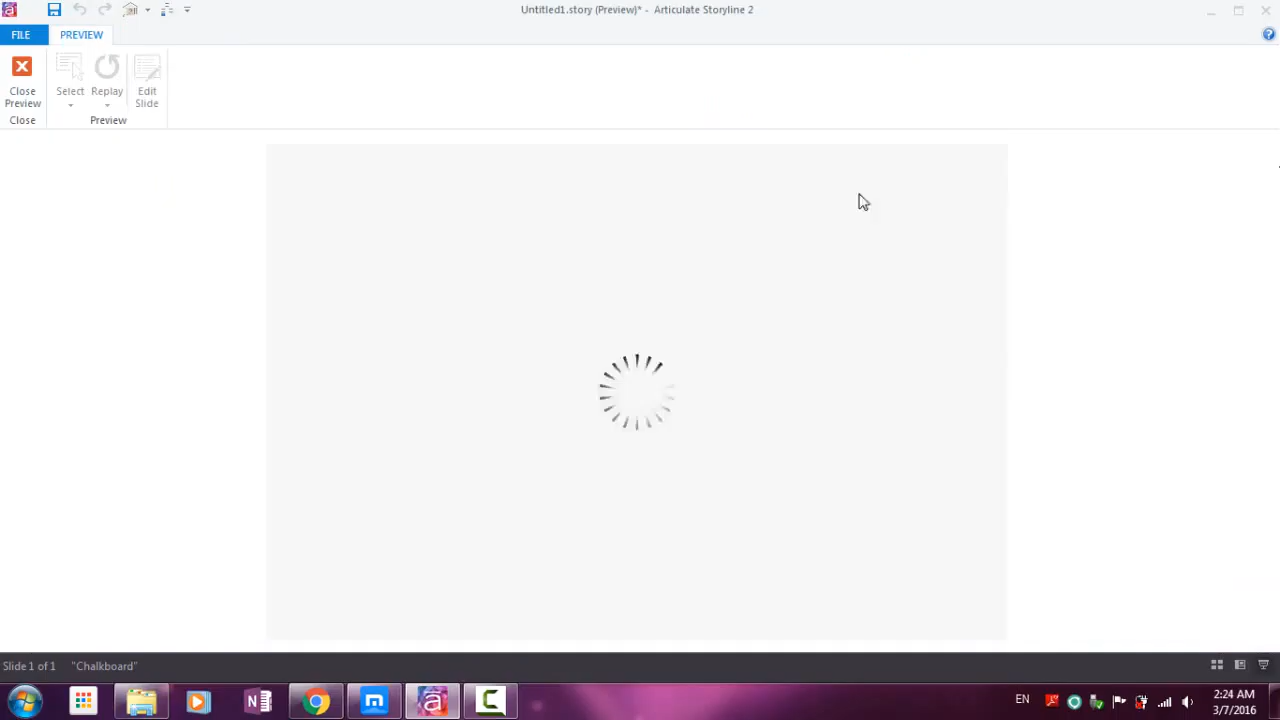 Untitled1.story (Preview)* - Articulate Storyline 2
FILE
PREVIEW
Close Preview
Select
Replay
Edit Slide
Close
Preview
Slide 1 of 1
"Chalkboard"
EN
2:24 AM
3/7/2016